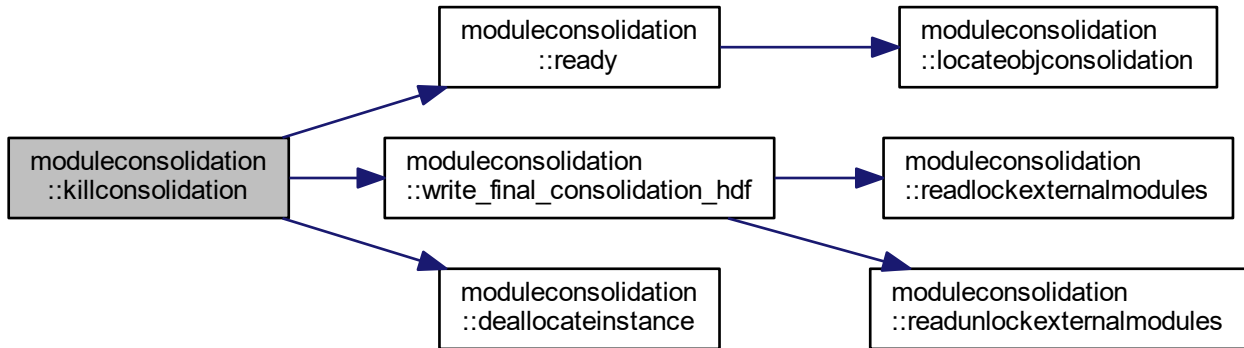 moduleconsolidation
::killconsolidation
moduleconsolidation
::ready
moduleconsolidation
::locateobjconsolidation
moduleconsolidation
::write_final_consolidation_hdf
moduleconsolidation
::readlockexternalmodules
moduleconsolidation
::readunlockexternalmodules
moduleconsolidation
::deallocateinstance